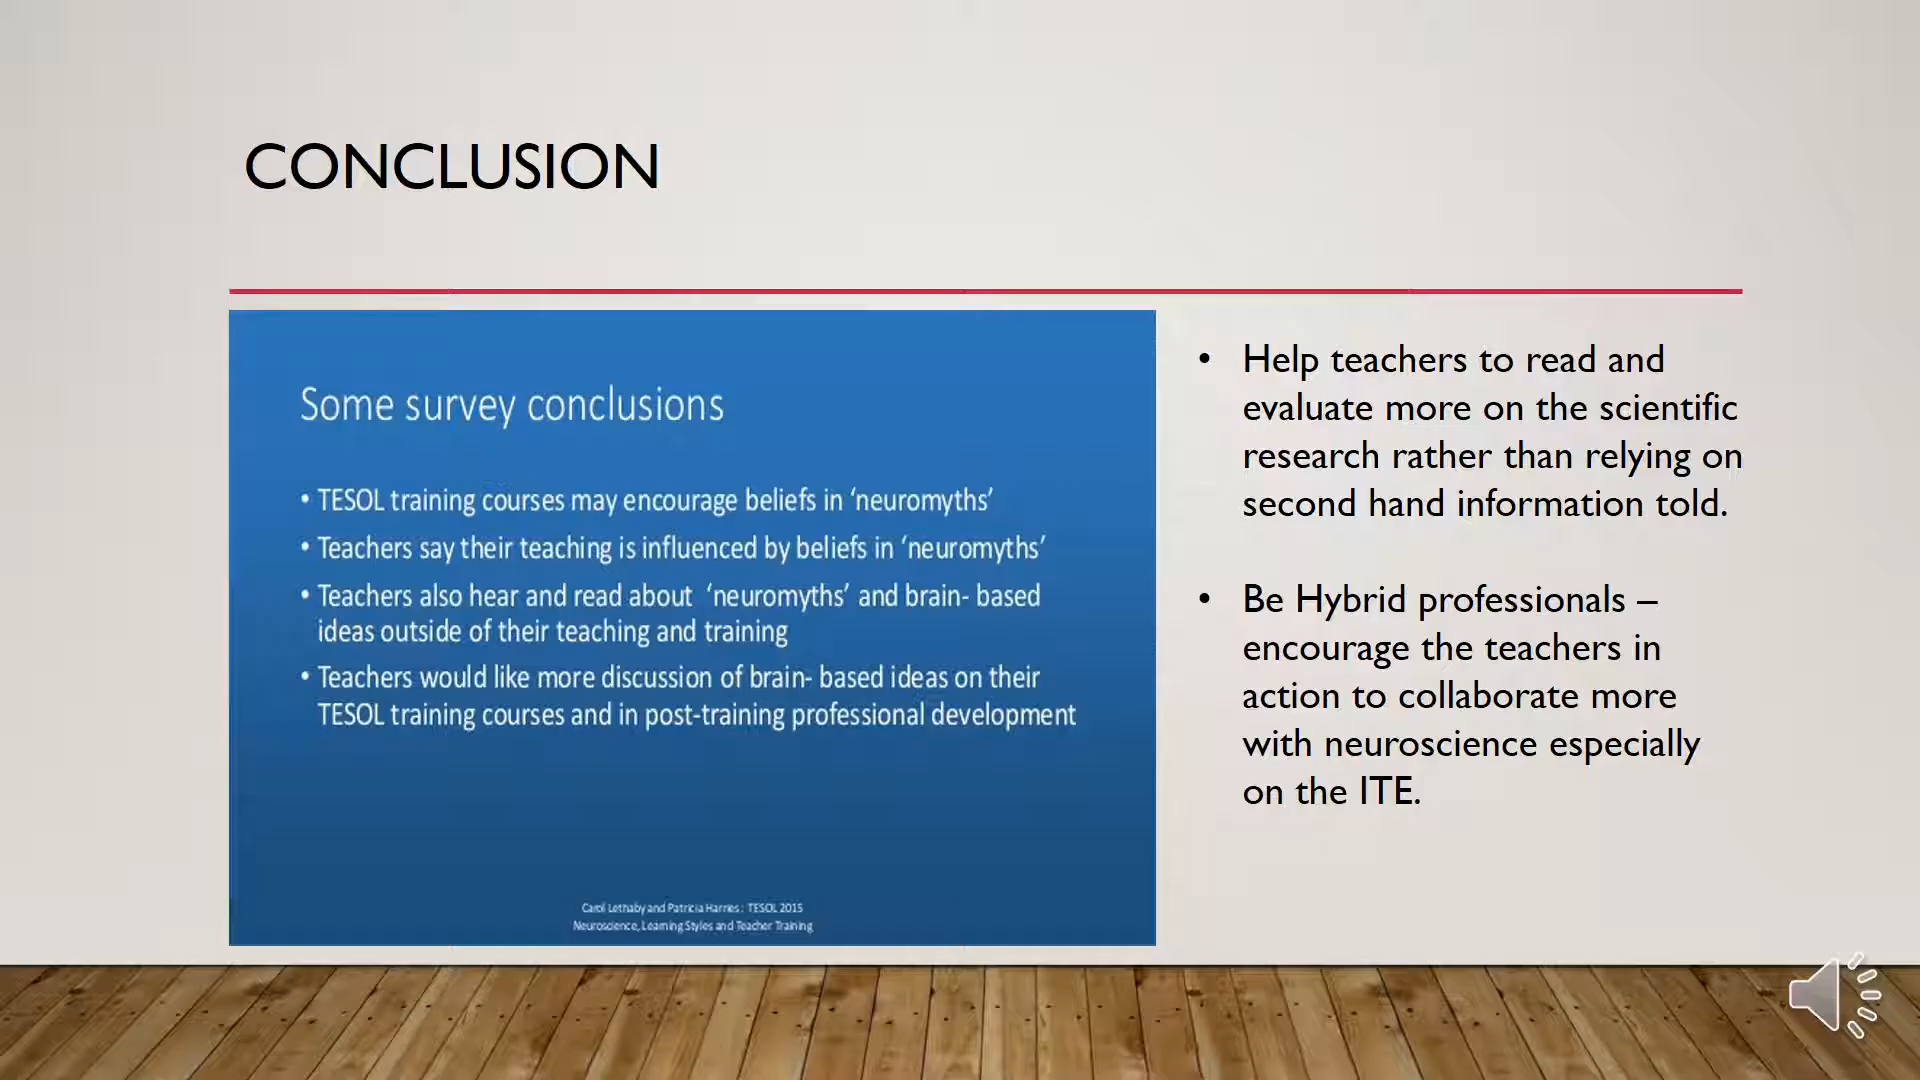 CONCLUSION
Some survey conclusions
• TESOL training courses may encourage beliefs in ‘neuromyths’
• Teachers say their teaching is influenced by beliefs in ‘neuromyths’
• Teachers also hear and read about ‘neuromyths’ and brain- based
ideas outside of their teaching and training
• Teachers would like more discussion of brain- based ideas on their
TESOL training courses and in post-training professional development
Carol Lethaby and Patricia Harries : TESOL 2015
Neuroscience, Learning Styles and Teacher Training
• Help teachers to read and
evaluate more on the scientific
research rather than relying on
second hand information told.
• Be Hybrid professionals –
encourage the teachers in
action to collaborate more
with neuroscience especially
on the ITE.